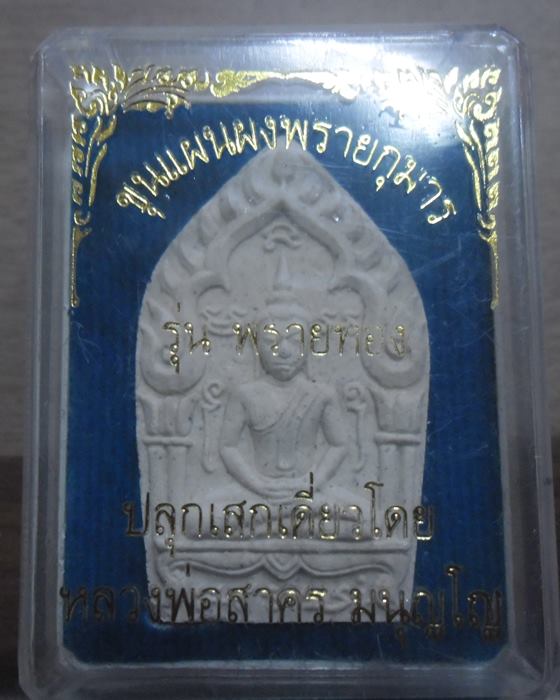 ขุนแผนผงพรายกุมาร
รุ่น พรายทอง
ปลุกเสกเดี่ยวโดย
หลวงพ่อสาคร มนุญโญ